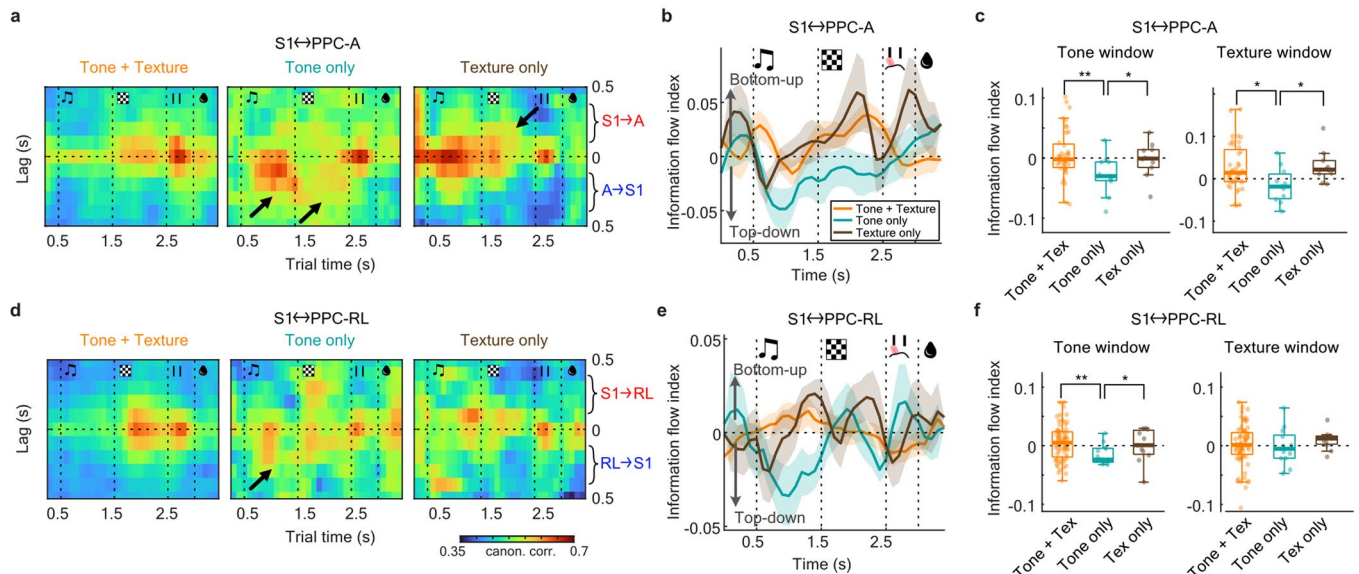 a
S1↔PPC-A
Tone + Texture
Tone only
Texture only
0.5
S1→A
0
A→S1
0.5
Lag (s)
0.5 1.5 2.5 0.5 1.5 2.5 0.5 1.5 2.5
Trial time (s)
b
S1↔PPC-A
Information flow index
0.05
0
-0.05
Bottom-up
Top-down
Tone + Texture
Tone only
Texture only
0.5 1.5 2.5
Time (s)
c
S1↔PPC-A
Tone window
Texture window
Information flow index
** *
* *
0.1
0
-0.1
0.1
0
-0.1
Tone + Tex
Tone only
Tex only
Tone + Tex
Tone only
Tex only
d
S1↔PPC-RL
Tone + Texture
Tone only
Texture only
0.5
S1→RL
0
RL→S1
0.5
Lag (s)
0.5 1.5 2.5 0.5 1.5 2.5 0.5 1.5 2.5
Trial time (s)
0.35 canon. corr. 0.7
e
S1↔PPC-RL
Information flow index
0.05
0
-0.05
Bottom-up
Top-down
0.5 1.5 2.5
Time (s)
f
S1↔PPC-RL
Tone window
Texture window
Information flow index
** *
0.1
0
-0.1
0.1
0
-0.1
Tone + Tex
Tone only
Tex only
Tone + Tex
Tone only
Tex only